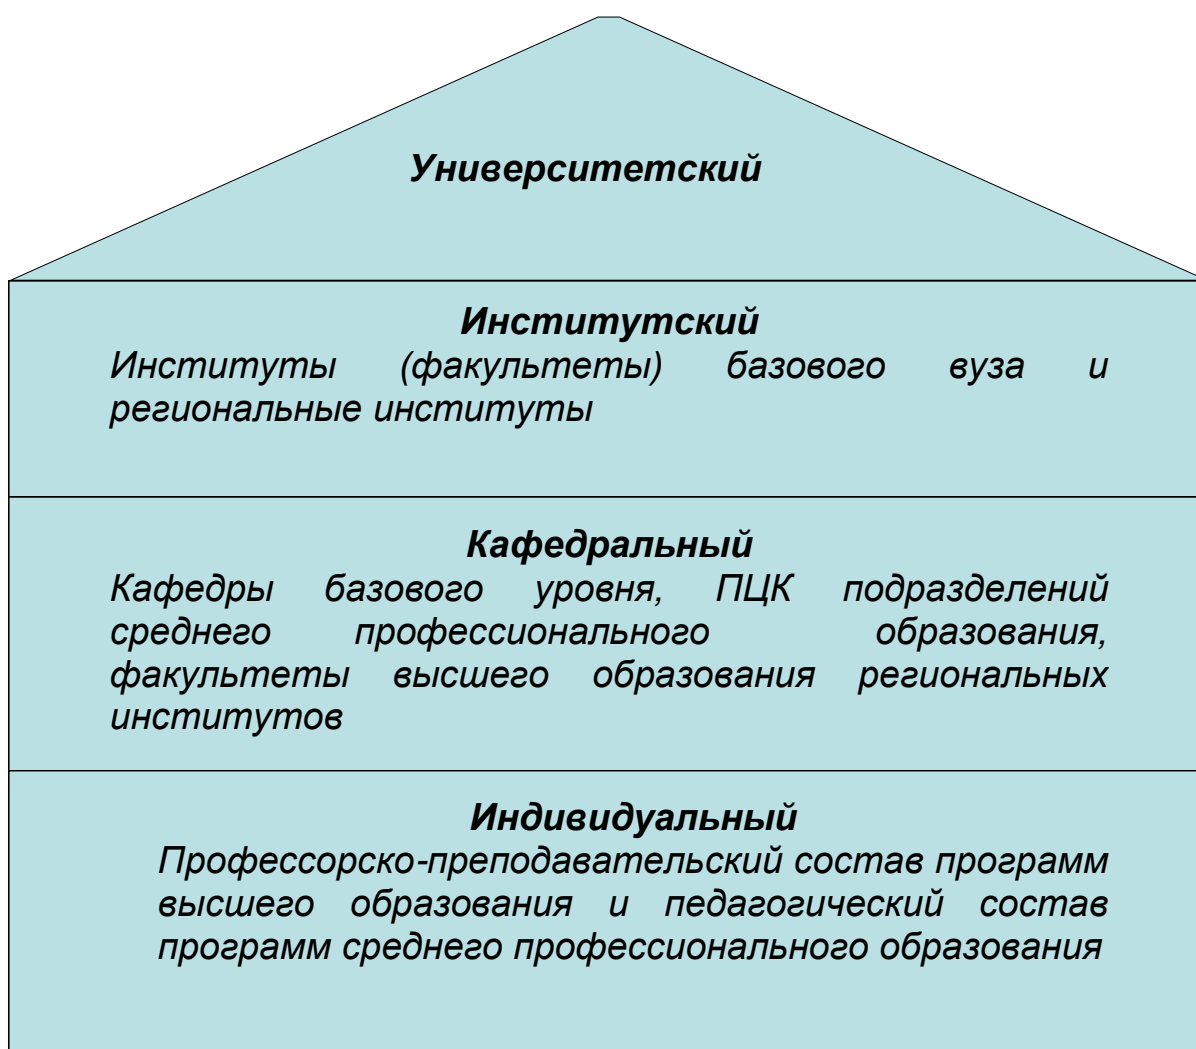 Университетский
Институтский
Институты (факультеты) базового вуза и
региональные институты
Кафедральный
Кафедры базового уровня, ПЦК подразделений
среднего профессионального образования,
факультеты высшего образования региональных
институтов
Индивидуальный
Профессорско-преподавательский состав программ
высшего образования и педагогический состав
программ среднего профессионального образования